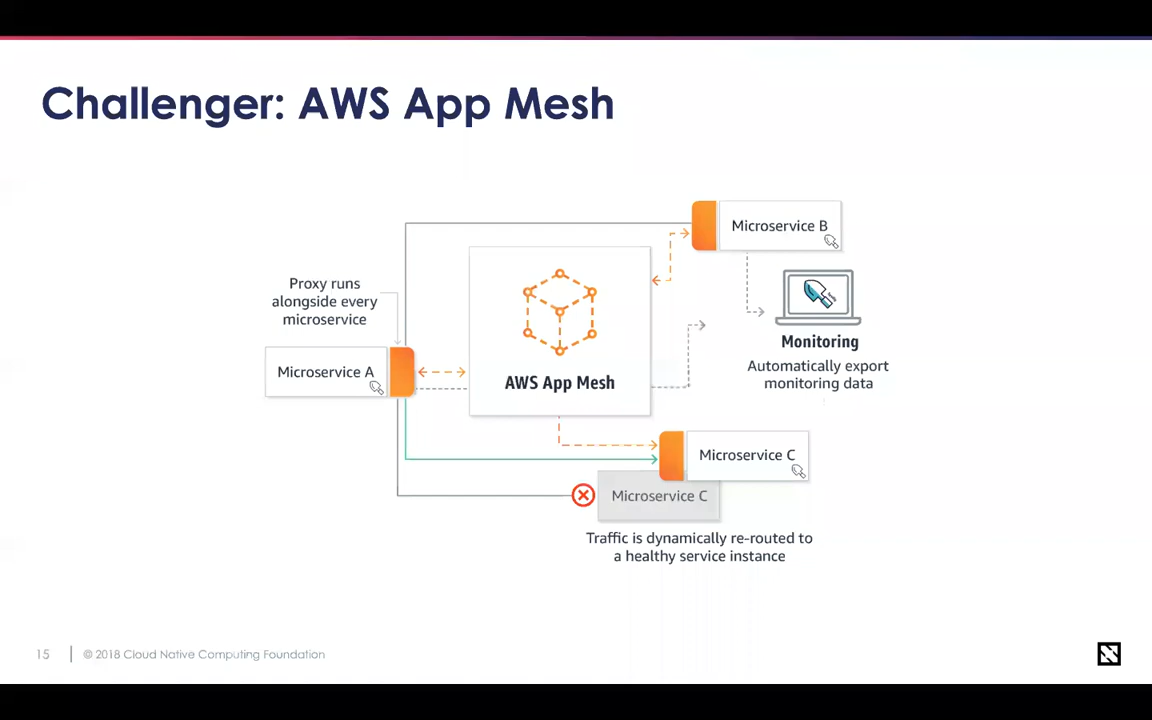 Challenger: AWS App Mesh
Microservice B
Proxy runs
alongside every
microservice
Monitoring
Automatically export
monitoring data
Microservice A
AWS App Mesh
Microservice C
Microservice C
Traffic is dynamically re-routed to
a healthy service instance
15
© 2018 Cloud Native Computing Foundation